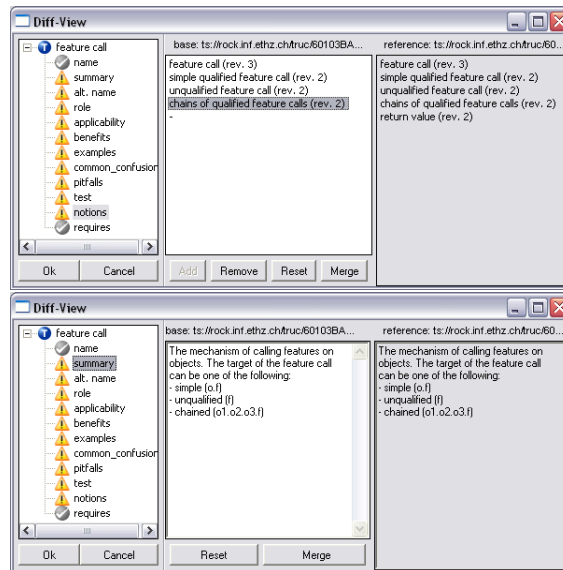 Diff-View
feature call
name
summary
alt. name
role
applicability
benefits
examples
common_confusion
pitfalls
test
notions
requires
Ok Cancel
base: ts://rock.inf.ethz.ch/truc/60103BA...
feature call (rev. 3)
simple qualified feature call (rev. 2)
unqualified feature call (rev. 2)
chains of qualified feature calls (rev. 2)
-
Add Remove Reset Merge
reference: ts://rock.inf.ethz.ch/truc/60...
feature call (rev. 3)
simple qualified feature call (rev. 2)
unqualified feature call (rev. 2)
chains of qualified feature calls (rev. 2)
return value (rev. 2)
Diff-View
feature call
name
summary
alt. name
role
applicability
benefits
examples
common_confusion
pitfalls
test
notions
requires
Ok Cancel
base: ts://rock.inf.ethz.ch/truc/60103BA...
The mechanism of calling features on
objects. The target of the feature call
can be one of the following:
- simple (o.f)
- unqualified (f)
- chained (o1.o2.o3.f)
Reset Merge
reference: ts://rock.inf.ethz.ch/truc/60...
The mechanism of calling features on
objects. The target of the feature call
can be one of the following:
- simple (o.f)
- unqualified (f)
- chained (o1.o2.o3.f)